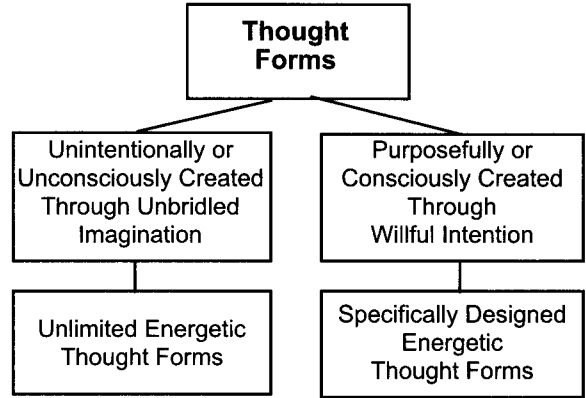 Thought
Forms
Unintentionally or
Unconsciously Created
Through Unbridled
Imagination
Purposefully or
Consciously Created
Through
Willful Intention
Unlimited Energetic
Thought Forms
Specifically Designed
Energetic
Thought Forms